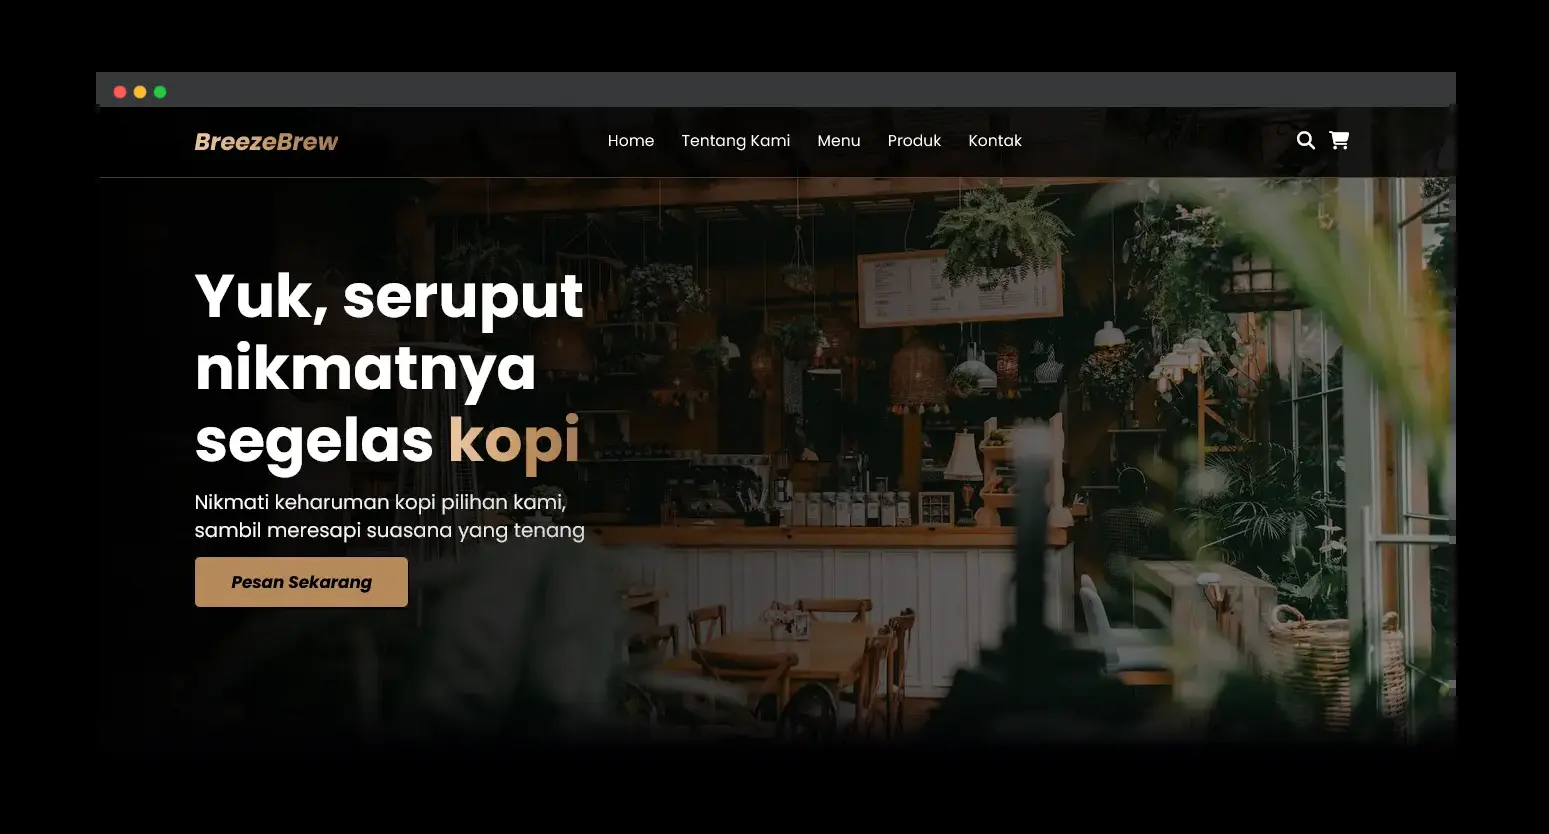 BreezeBrew
Home Tentang Kami Menu Produk Kontak
Yuk, seruput
nikmatnya
segelas kopi
Nikmati keharuman kopi pilihan kami,
sambil meresapi suasana yang tenang
Pesan Sekarang